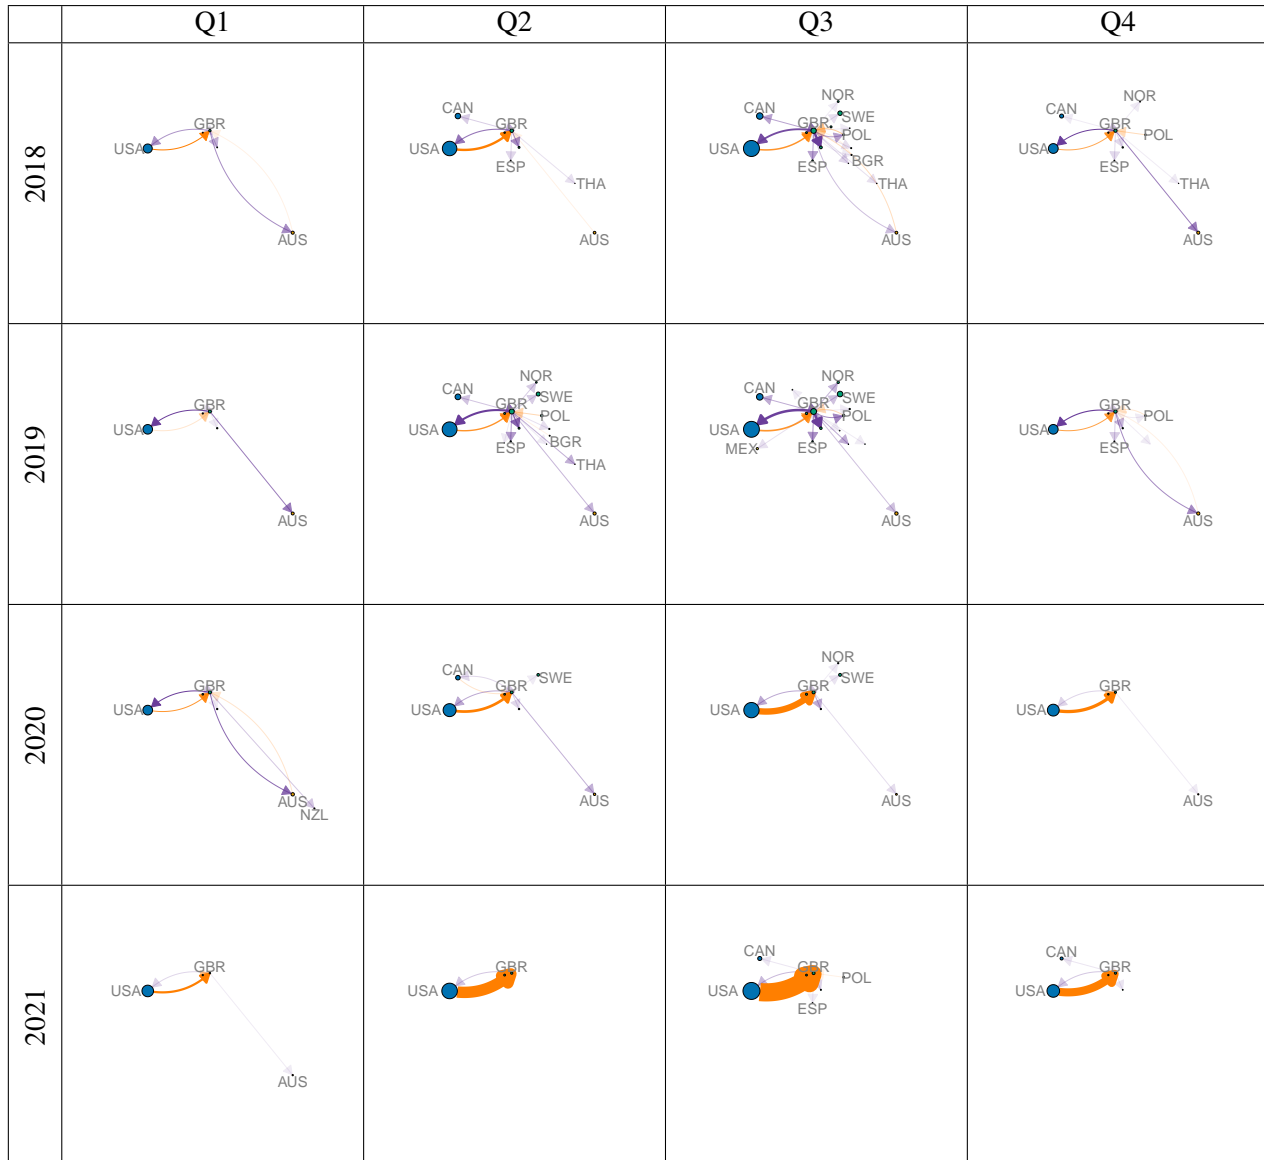 Q1 Q2 Q3 Q4
2018
GBR
USA
AUS
CAN
GBR
USA
ESP
THA
AUS
NOR
CAN
SWE
GBR
POL
USA
BGR
ESP
THA
AUS
NOR
CAN
GBR
POL
USA
ESP
THA
AUS
2019
GBR
USA
AUS
NOR
CAN
SWE
GBR
POL
USA
BGR
ESP
THA
AUS
NOR
CAN
SWE
GBR
POL
USA
MEX
ESP
AUS
GBR
POL
USA
ESP
AUS
2020
GBR
USA
AUS
NZL
CAN
SWE
GBR
USA
AUS
NOR
SWE
GBR
USA
AUS
GBR
USA
AUS
2021
GBR
USA
AUS
GBR
USA
CAN
GBR
POL
USA
ESP
CAN
GBR
USA